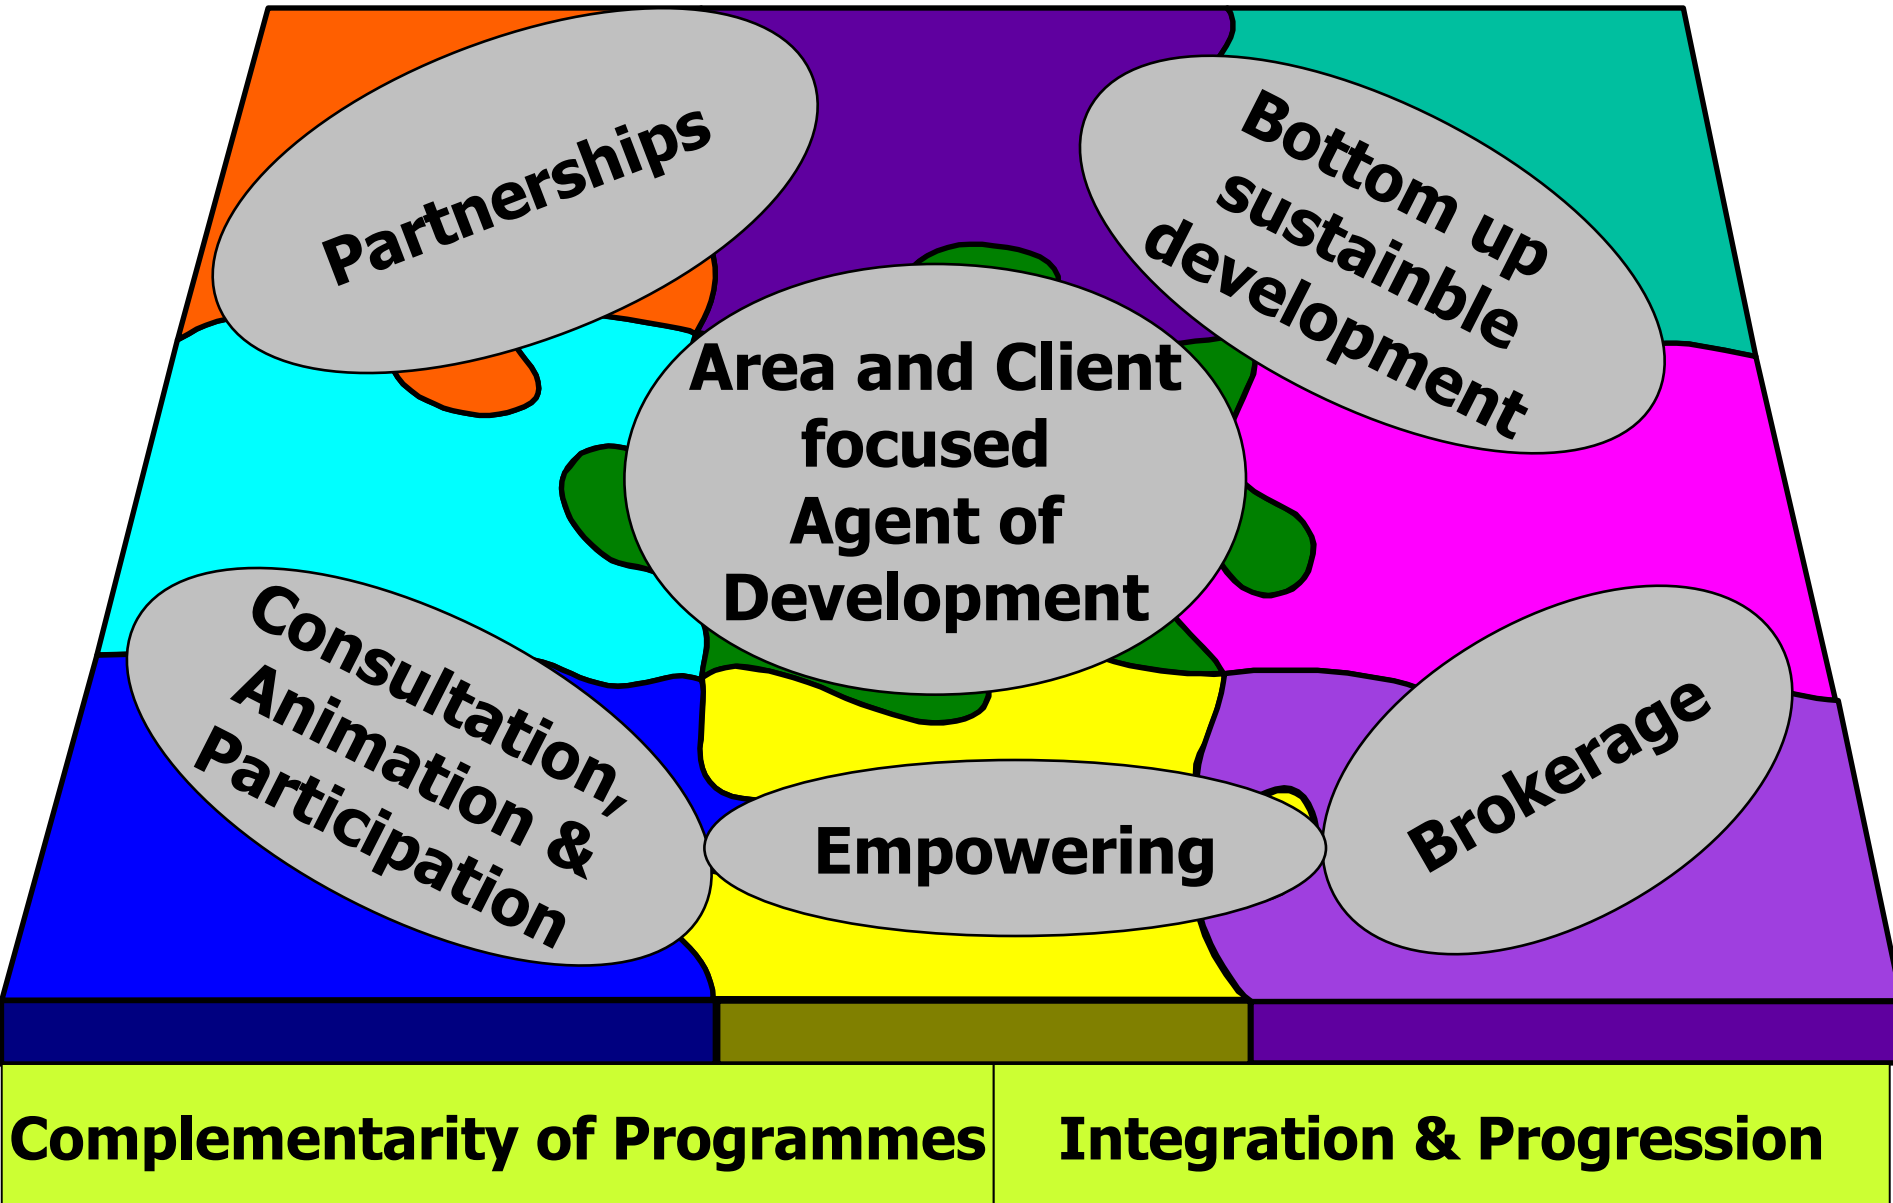 Partnerships
Bottom up
sustainble
development
Area and Client
focused
Agent of
Development
Consultation,
Animation &
Participation
Empowering
Brokerage
Complementarity of Programmes
Integration & Progression